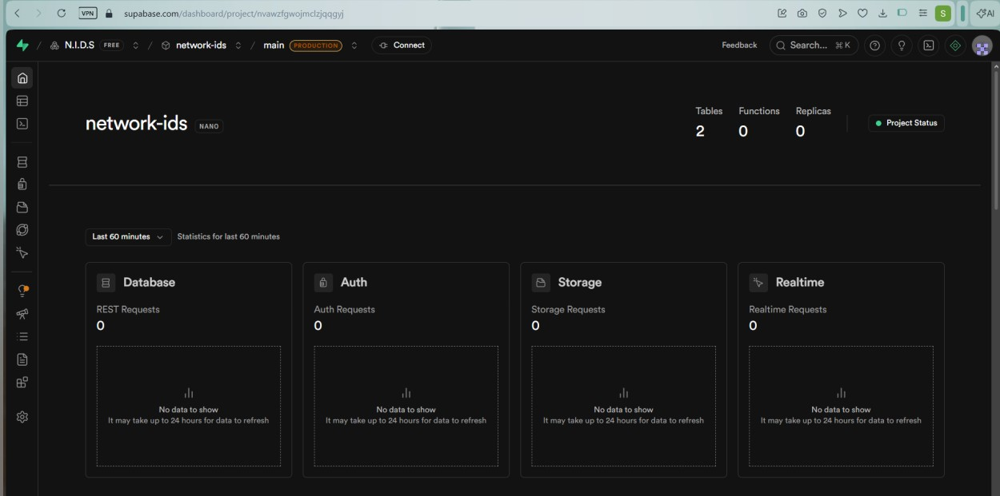 VPN
supabase.com/dashboard/project/nvawzfgwojmclzjqqgyj
S
AI
/ N.I.D.S FREE / network-ids / main PRODUCTION Connect
Feedback
Search... ⌘ K
network-ids NANO
Tables Functions Replicas
2 0 0
Project Status
Last 60 minutes Statistics for last 60 minutes
Database
REST Requests
0
No data to show
It may take up to 24 hours for data to refresh
Auth
Auth Requests
0
No data to show
It may take up to 24 hours for data to refresh
Storage
Storage Requests
0
No data to show
It may take up to 24 hours for data to refresh
Realtime
Realtime Requests
0
No data to show
It may take up to 24 hours for data to refresh